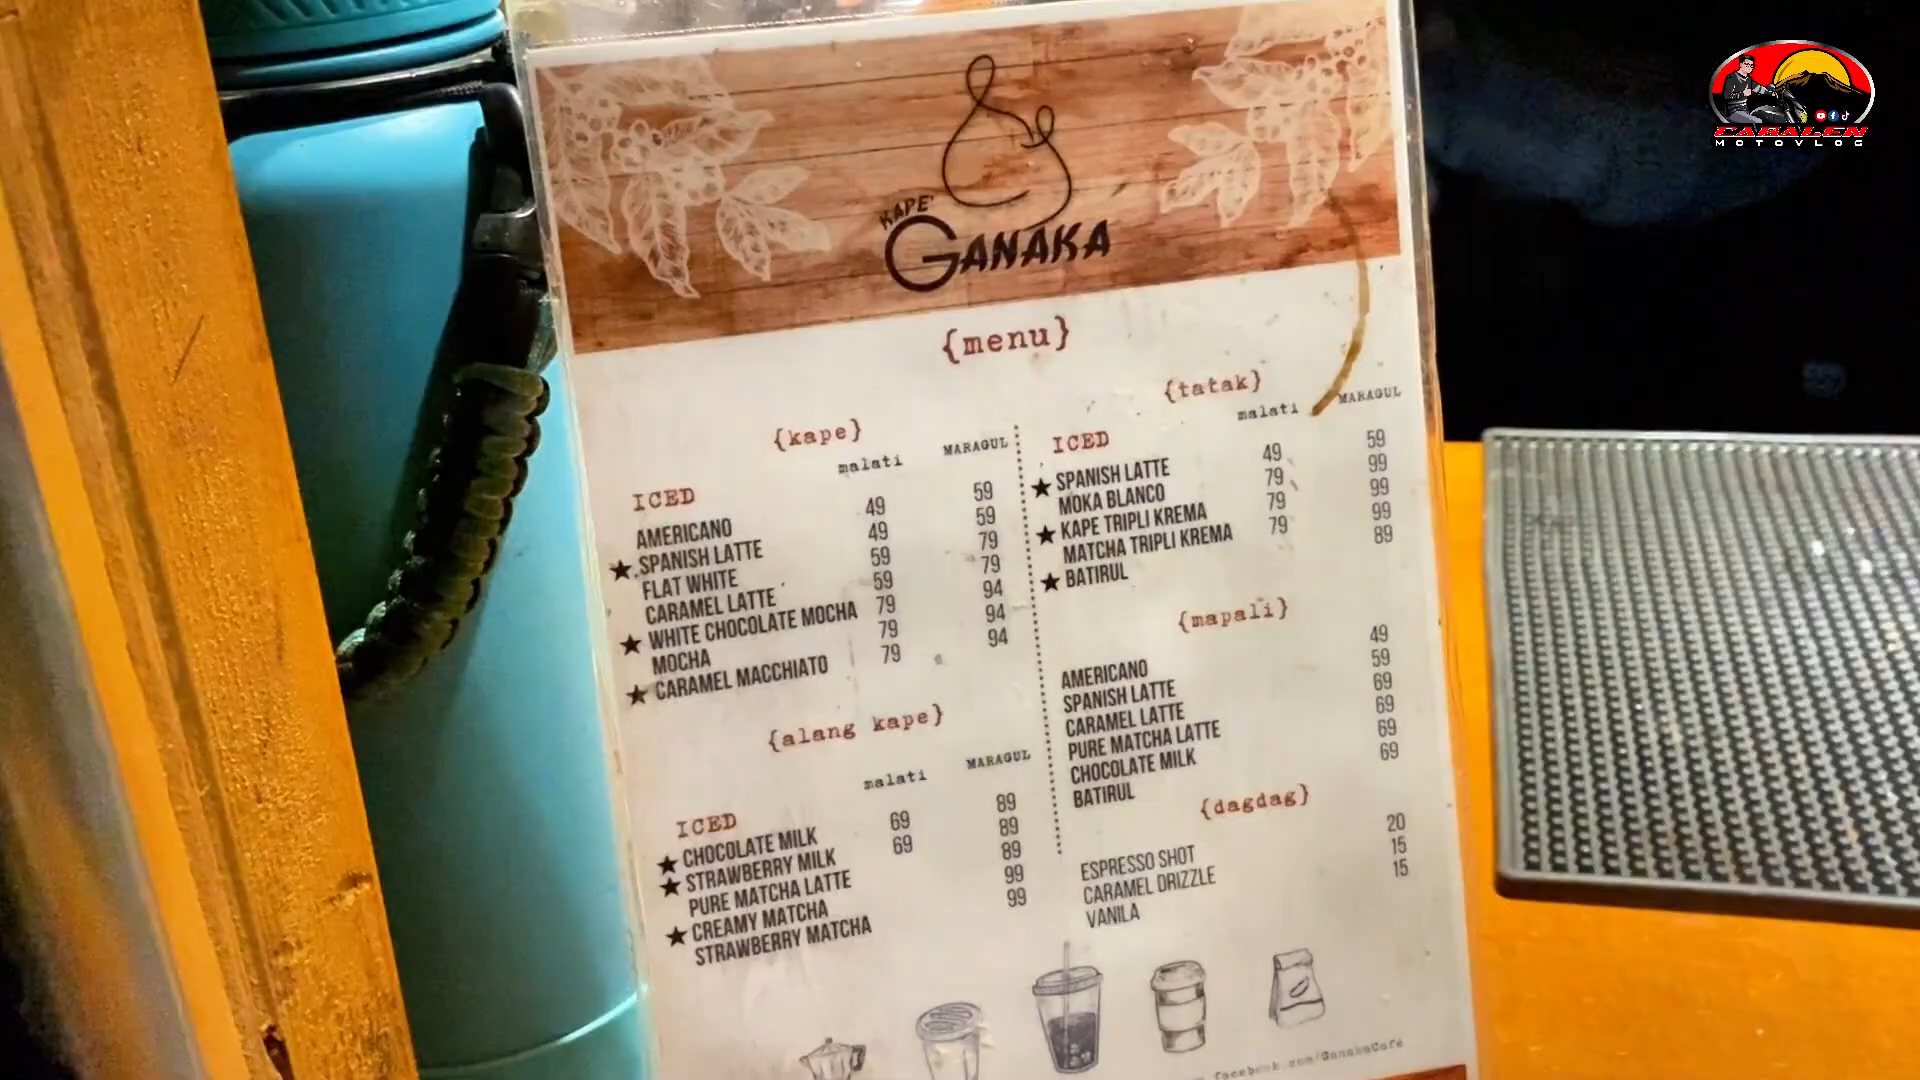 CABALEN
MOTOVLOG
KAPE'
GANAKA
{menu}
{kape}
malati MARAGUL
ICED
AMERICANO 49 59
★ SPANISH LATTE 49 59
FLAT WHITE 59 79
CARAMEL LATTE 59 79
★ WHITE CHOCOLATE MOCHA 79 94
MOCHA 79 94
★ CARAMEL MACCHIATO 79 94
{alang kape}
malati MARAGUL
ICED
★ CHOCOLATE MILK 69 89
★ STRAWBERRY MILK 69 89
PURE MATCHA LATTE 89
★ CREAMY MATCHA 99
STRAWBERRY MATCHA 99
{tatak}
malati MARAGUL
ICED
★ SPANISH LATTE 49 59
MOKA BLANCO 79 99
★ KAPE TRIPLI KREMA 79 99
MATCHA TRIPLI KREMA 79 99
★ BATIRUL 89
{mapali}
AMERICANO 49
SPANISH LATTE 59
CARAMEL LATTE 69
PURE MATCHA LATTE 69
CHOCOLATE MILK 69
BATIRUL 69
{dagdag}
ESPRESSO SHOT 20
CARAMEL DRIZZLE 15
VANILA 15
facebook.com/GanakaCafé